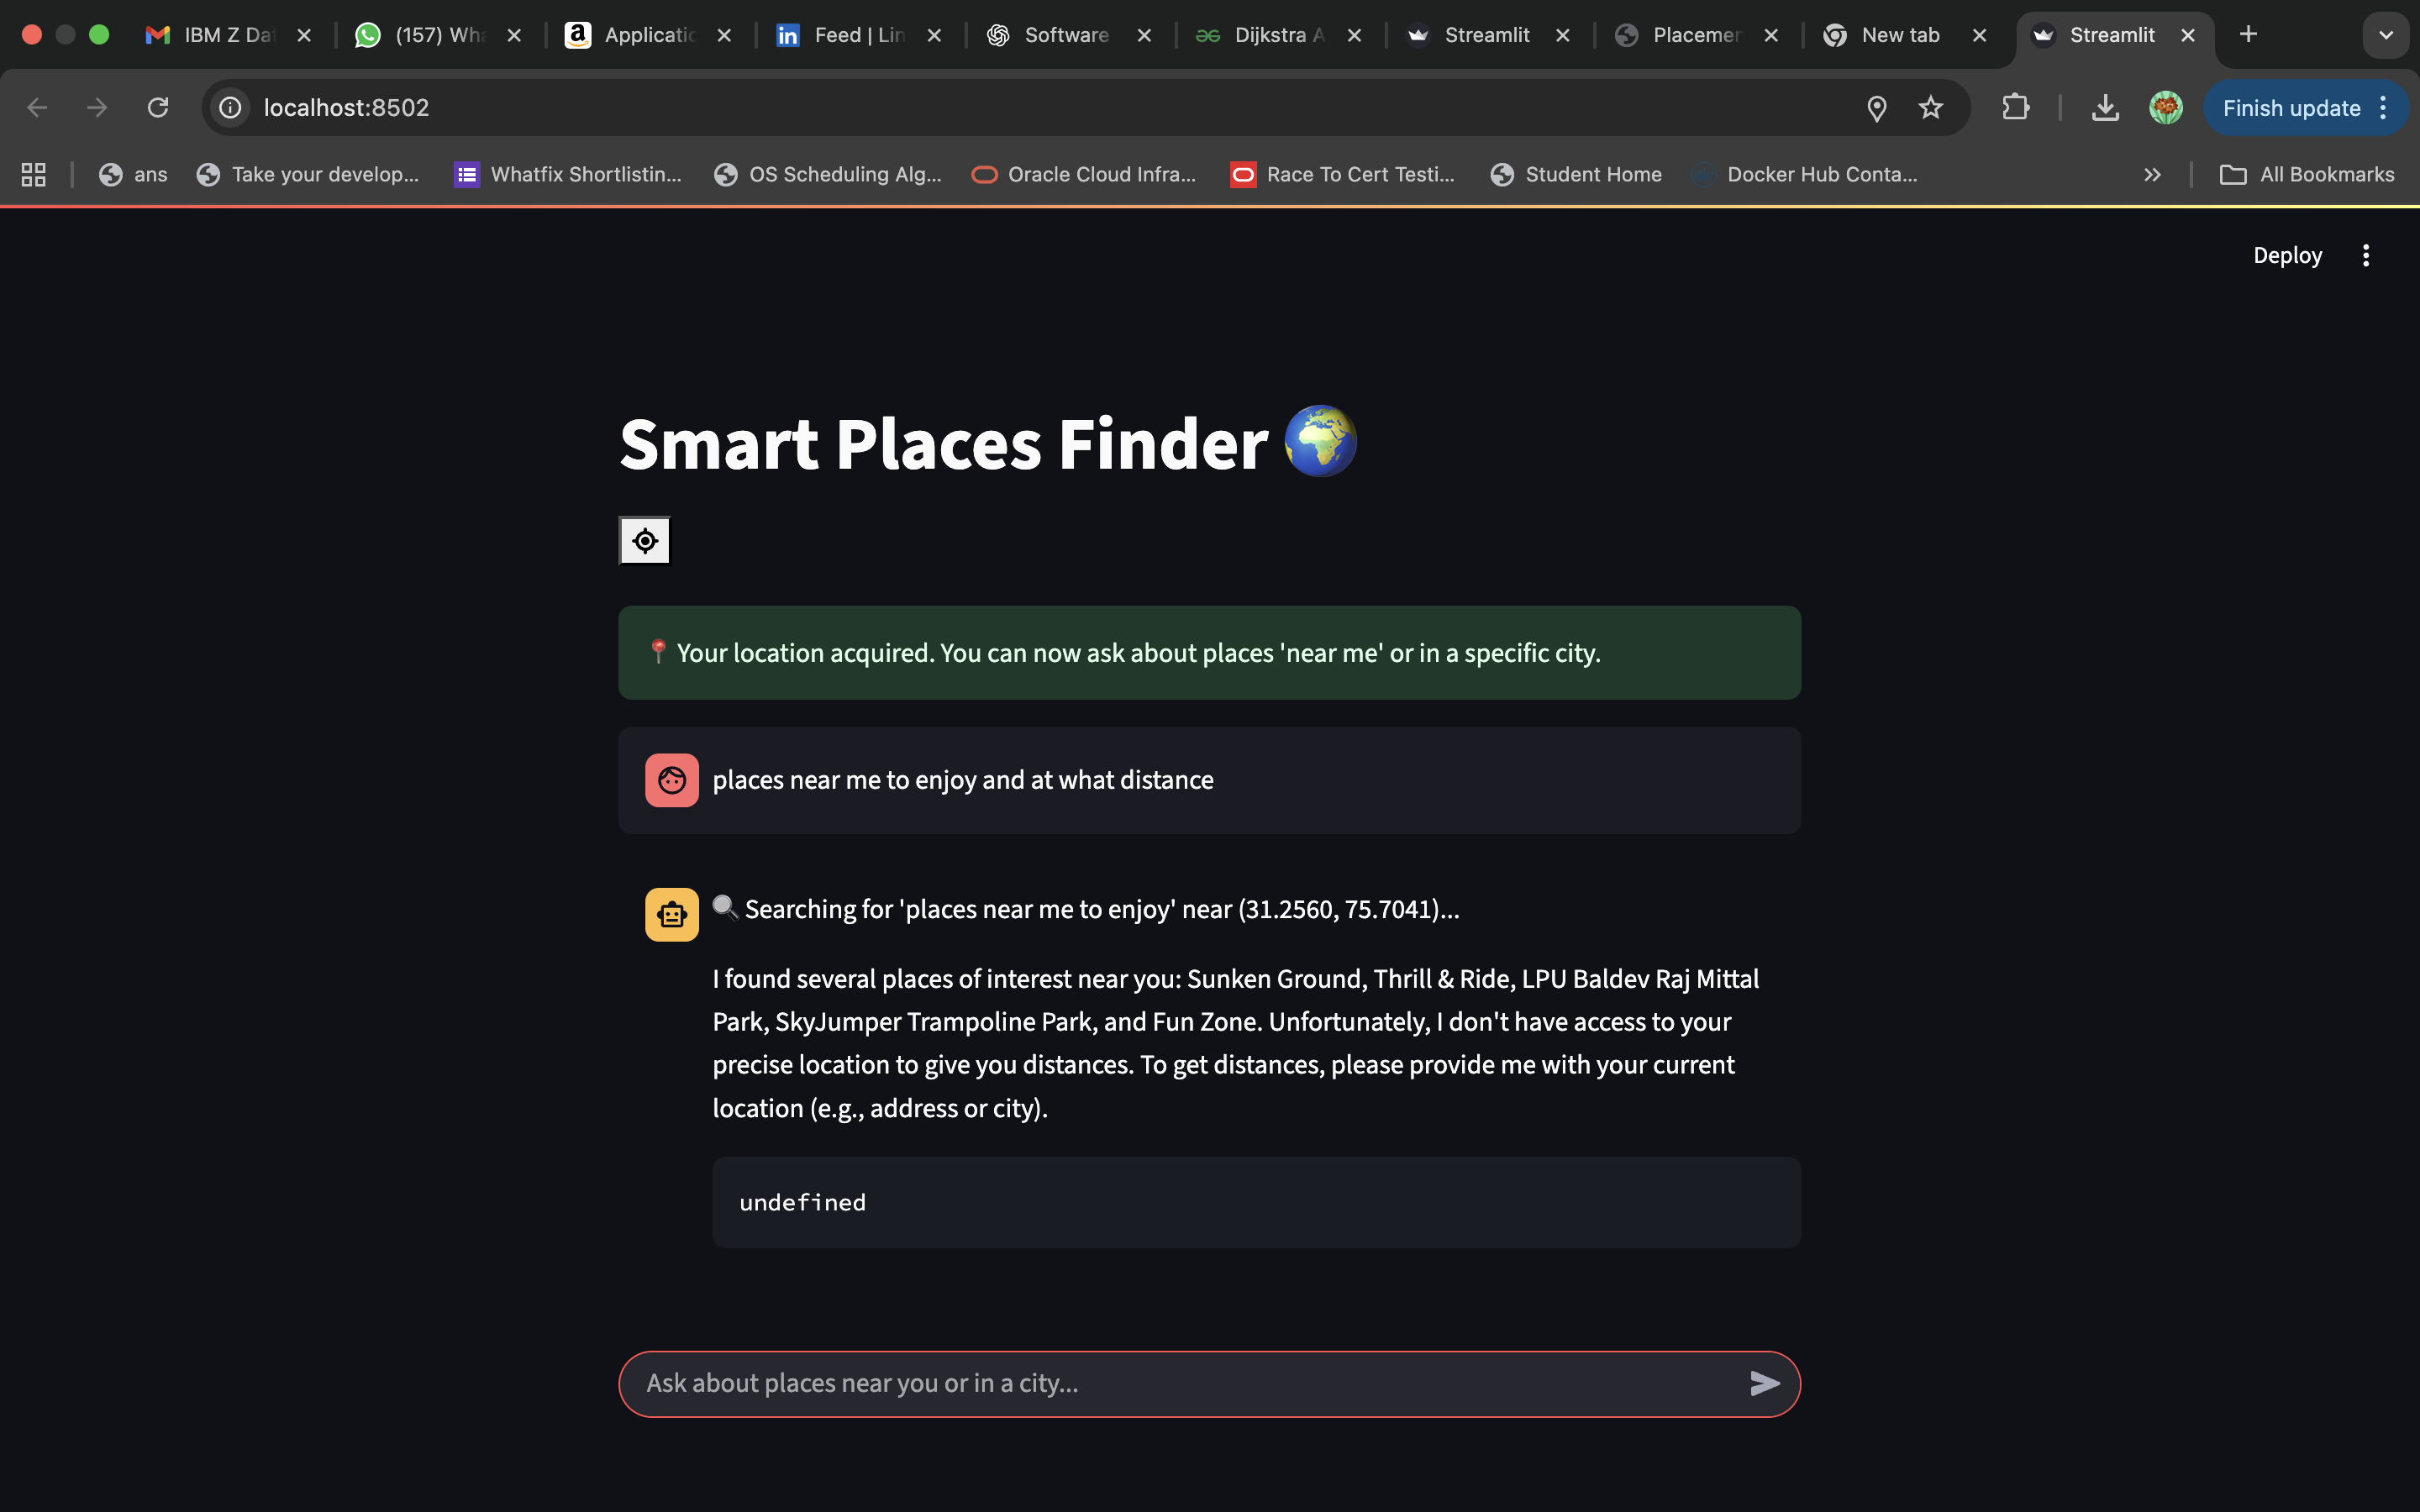 IBM Z Da
(157) Wha
Applicatio
Feed | Lin
Software
Dijkstra A
Streamlit
Placemen
New tab
Streamlit
localhost:8502
Finish update
ans
Take your develop...
Whatfix Shortlistin...
OS Scheduling Alg...
Oracle Cloud Infra...
Race To Cert Testi...
Student Home
Docker Hub Conta...
All Bookmarks
Deploy
Smart Places Finder
Your location acquired. You can now ask about places 'near me' or in a specific city.
places near me to enjoy and at what distance
Searching for 'places near me to enjoy' near (31.2560, 75.7041)...
I found several places of interest near you: Sunken Ground, Thrill & Ride, LPU Baldev Raj Mittal
Park, SkyJumper Trampoline Park, and Fun Zone. Unfortunately, I don't have access to your
precise location to give you distances. To get distances, please provide me with your current
location (e.g., address or city).
undefined
Ask about places near you or in a city...